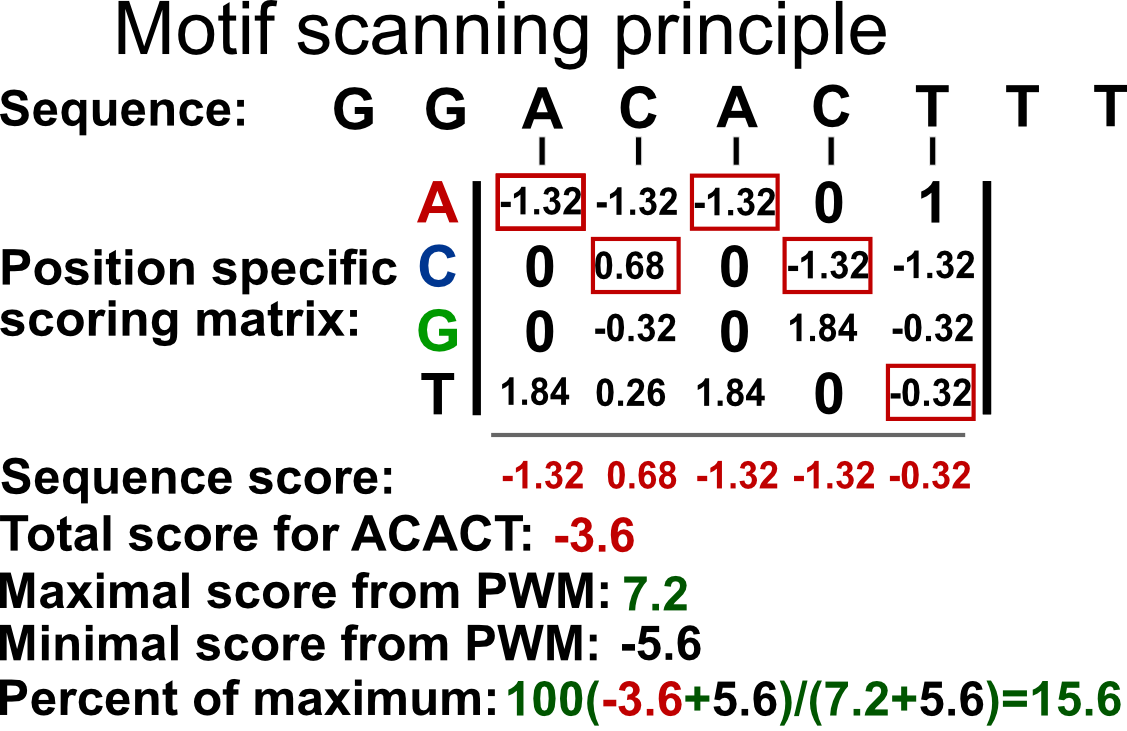 Motif scanning principle
Sequence: G G A C A C T T T
A -1.32 -1.32 -1.32 0 1
Position specific C 0 0.68 0 -1.32 -1.32
scoring matrix: G 0 -0.32 0 1.84 -0.32
T 1.84 0.26 1.84 0 -0.32
Sequence score: -1.32 0.68 -1.32 -1.32 -0.32
Total score for ACACT: -3.6
Maximal score from PWM: 7.2
Minimal score from PWM: -5.6
Percent of maximum: 100(-3.6+5.6)/(7.2+5.6)=15.6